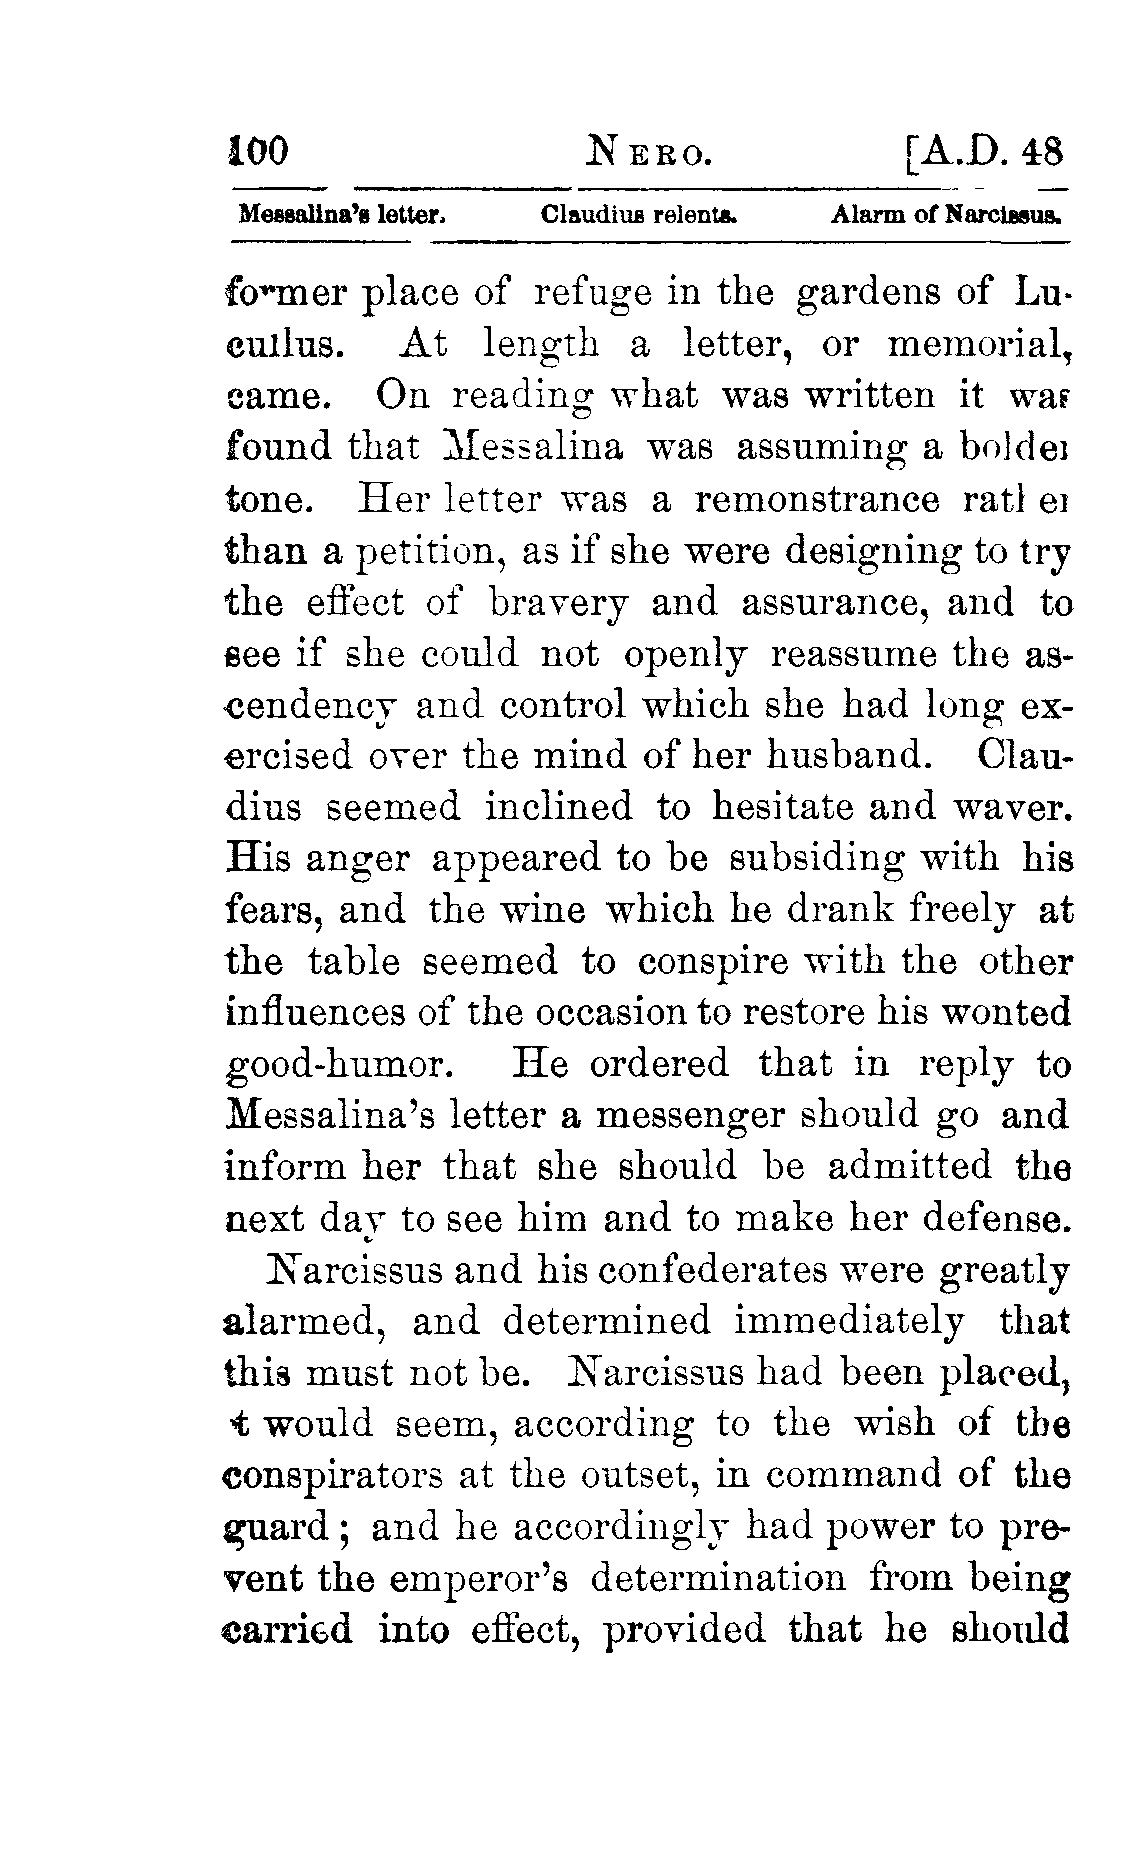 100 NERO. [A.D. 48
Messalina's letter. Claudius relents. Alarm of Narcissus.
former place of refuge in the gardens of Lu-
cullus. At length a letter, or memorial,
came. On reading what was written it was
found that Messalina was assuming a bolder
tone. Her letter was a remonstrance rather
than a petition, as if she were designing to try
the effect of bravery and assurance, and to
see if she could not openly reassume the as-
cendency and control which she had long ex-
ercised over the mind of her husband. Clau-
dius seemed inclined to hesitate and waver.
His anger appeared to be subsiding with his
fears, and the wine which he drank freely at
the table seemed to conspire with the other
influences of the occasion to restore his wonted
good-humor. He ordered that in reply to
Messalina's letter a messenger should go and
inform her that she should be admitted the
next day to see him and to make her defense.
Narcissus and his confederates were greatly
alarmed, and determined immediately that
this must not be. Narcissus had been placed,
t would seem, according to the wish of the
conspirators at the outset, in command of the
guard; and he accordingly had power to pre-
vent the emperor's determination from being
carried into effect, provided that he should